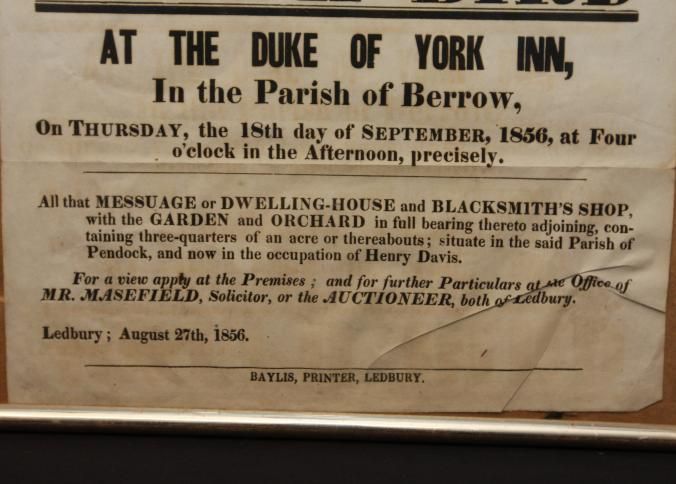 AT THE DUKE OF YORK INN,
In the Parish of Berrow,
On THURSDAY, the 18th day of SEPTEMBER, 1856, at Four
o'clock in the Afternoon, precisely.
All that MESSUAGE or DWELLING-HOUSE and BLACKSMITH'S SHOP,
with the GARDEN and ORCHARD in full bearing thereto adjoining, con-
taining three-quarters of an acre or thereabouts; situate in the said Parish of
Pendock, and now in the occupation of Henry Davis.
For a view apply at the Premises; and for further Particulars at the Office of
MR. MASEFIELD, Solicitor, or the AUCTIONEER, both of Ledbury.
Ledbury; August 27th, 1856.
BAYLIS, PRINTER, LEDBURY.